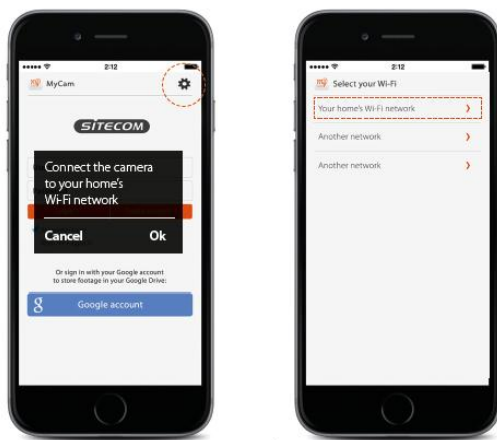 2:12
MyCam
SITECOM
Connect the camera
to your home's
Wi-Fi network
Cancel Ok
Or sign in with your Google account
to store footage in your Google Drive:
g Google account
2:12
my Select your Wi-Fi
Your home's Wi-Fi network
Another network
Another network